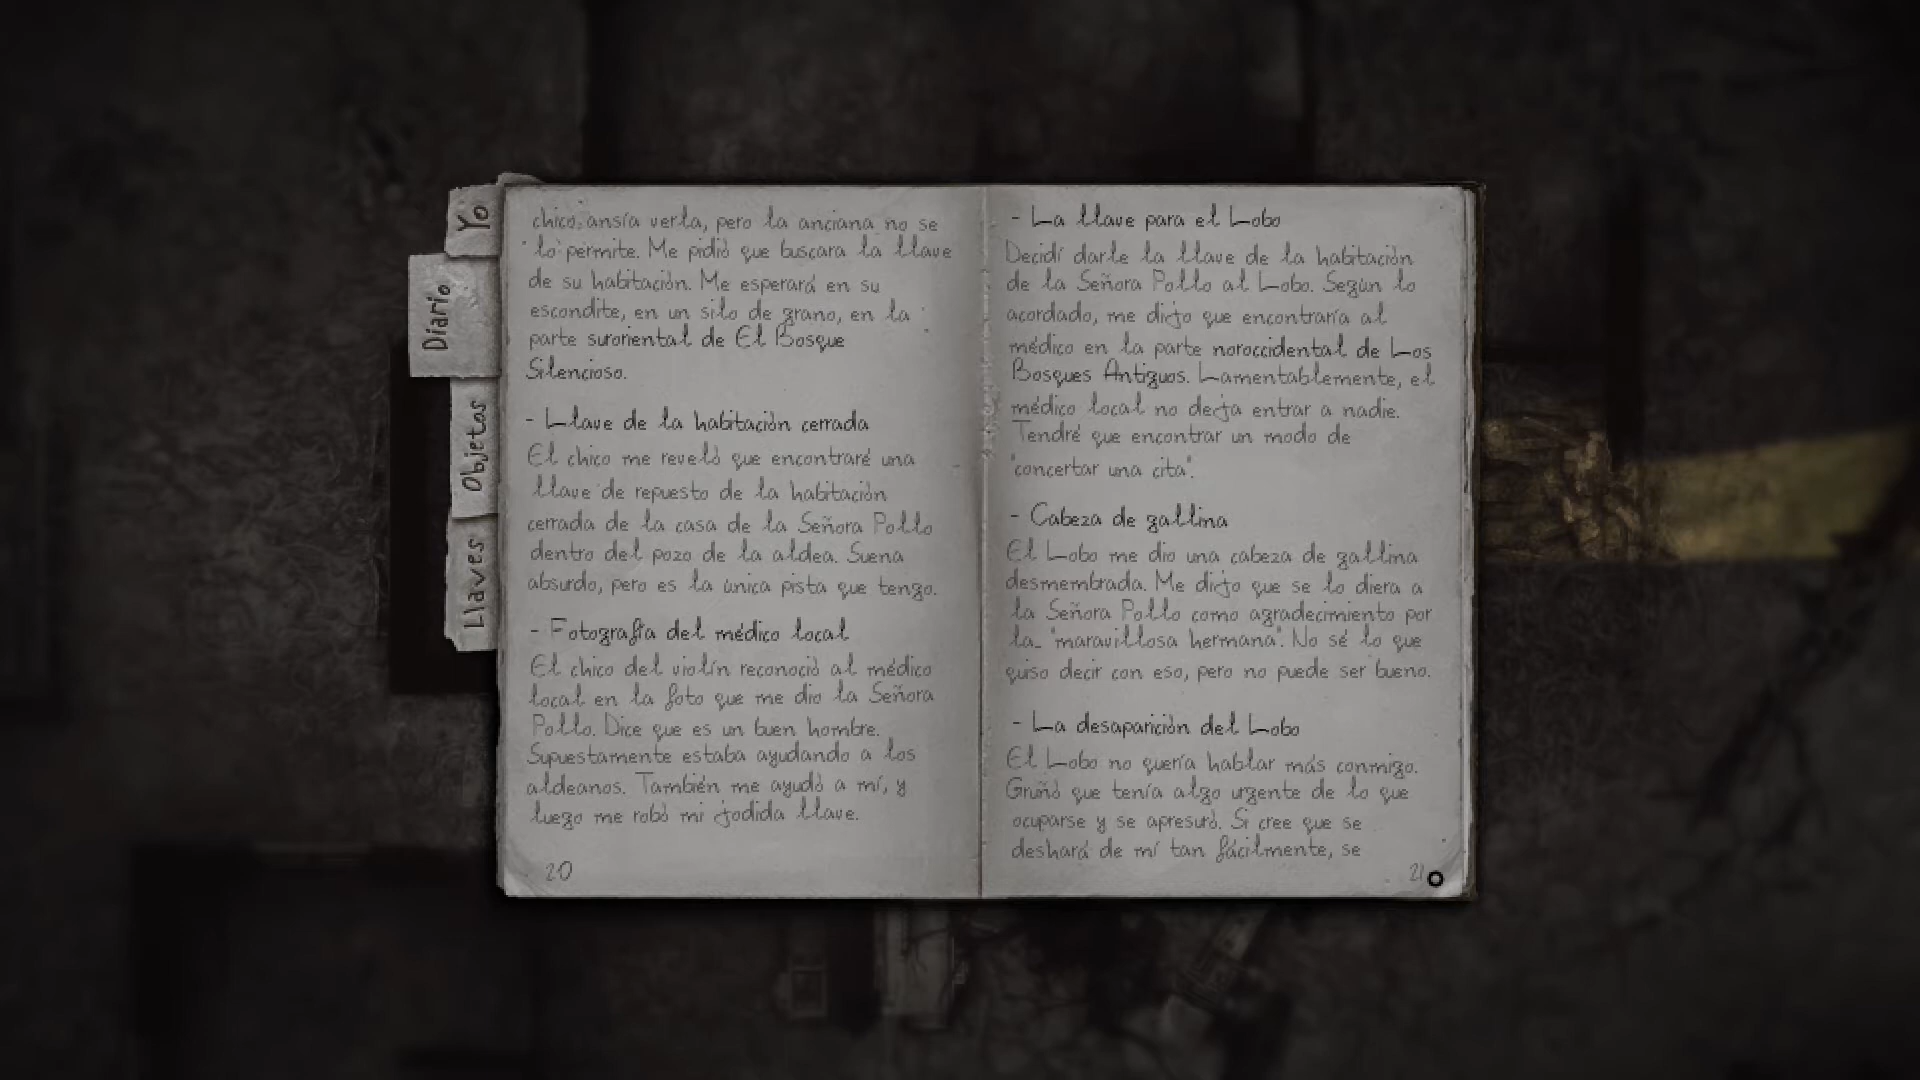 Yo
Diario
Objetos
Llaves
chico ansía verla, pero la anciana no se
lo permite. Me pidió que buscara la llave
de su habitación. Me esperará en su
escondite, en un silo de grano, en la
parte suroriental de El Bosque
Silencioso.
- Llave de la habitación cerrada
El chico me reveló que encontraré una
llave de repuesto de la habitación
cerrada de la casa de la Señora Pollo
dentro del pozo de la aldea. Suena
absurdo, pero es la única pista que tengo.
- Fotografía del médico local
El chico del violín reconoció al médico
local en la foto que me dio la Señora
Pollo. Dice que es un buen hombre.
Supuestamente estaba ayudando a los
aldeanos. También me ayudó a mí, y
luego me robó mi jodida llave.
20
- La llave para el Lobo
Decidí darle la llave de la habitación
de la Señora Pollo al Lobo. Según lo
acordado, me dijo que encontraría al
médico en la parte noroccidental de Los
Bosques Antiguos. Lamentablemente, el
médico local no deja entrar a nadie.
Tendré que encontrar un modo de
"concertar una cita".
- Cabeza de gallina
El Lobo me dio una cabeza de gallina
desmembrada. Me dijo que se lo diera a
la Señora Pollo como agradecimiento por
la "maravillosa hermana". No sé lo que
quiso decir con eso, pero no puede ser bueno.
- La desaparición del Lobo
El Lobo no quería hablar más conmigo.
Gruñó que tenía algo urgente de lo que
ocuparse y se apresuró. Si cree que se
deshará de mí tan fácilmente, se
21